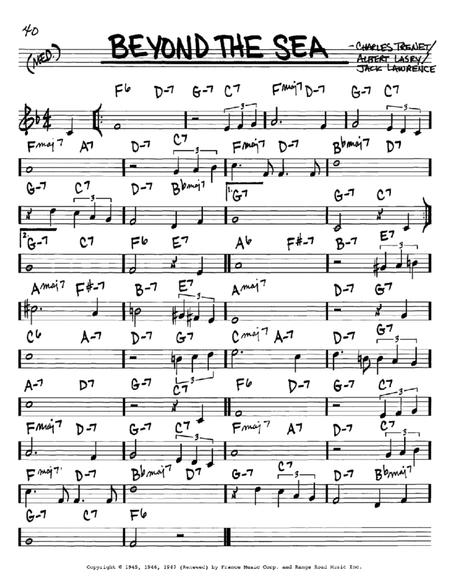 40
(MED.) BEYOND THE SEA - CHARLES TRENET/
ALBERT LASRY/
JACK LAWRENCE
F6 D-7 G-7 C7 Fmaj7 D-7 G-7 C7
Fmaj7 A7 D-7 C7 Fmaj7 D-7 Bbmaj7 D7
G-7 C7 D-7 Bbmaj7 1. G7 G-7 C7
2. G-7 C7 F6 E7 A6 F#-7 B-7 E7
Amaj7 F#-7 B-7 E7 Amaj7 D-7 G7
C6 A-7 D-7 G7 Cmaj7 A-7 D-7 G7
A-7 D7 G-7 C7 F6 D-7 G-7 C7
Fmaj7 D-7 G-7 C7 Fmaj7 A7 D-7 C7
Fmaj7 D-7 Bbmaj7 D7 G-7 C7 D-7 Bbmaj7
G-7 C7 F6
Copyright © 1945, 1946, 1947 (Renewed) by France Music Corp. and Range Road Music Inc.